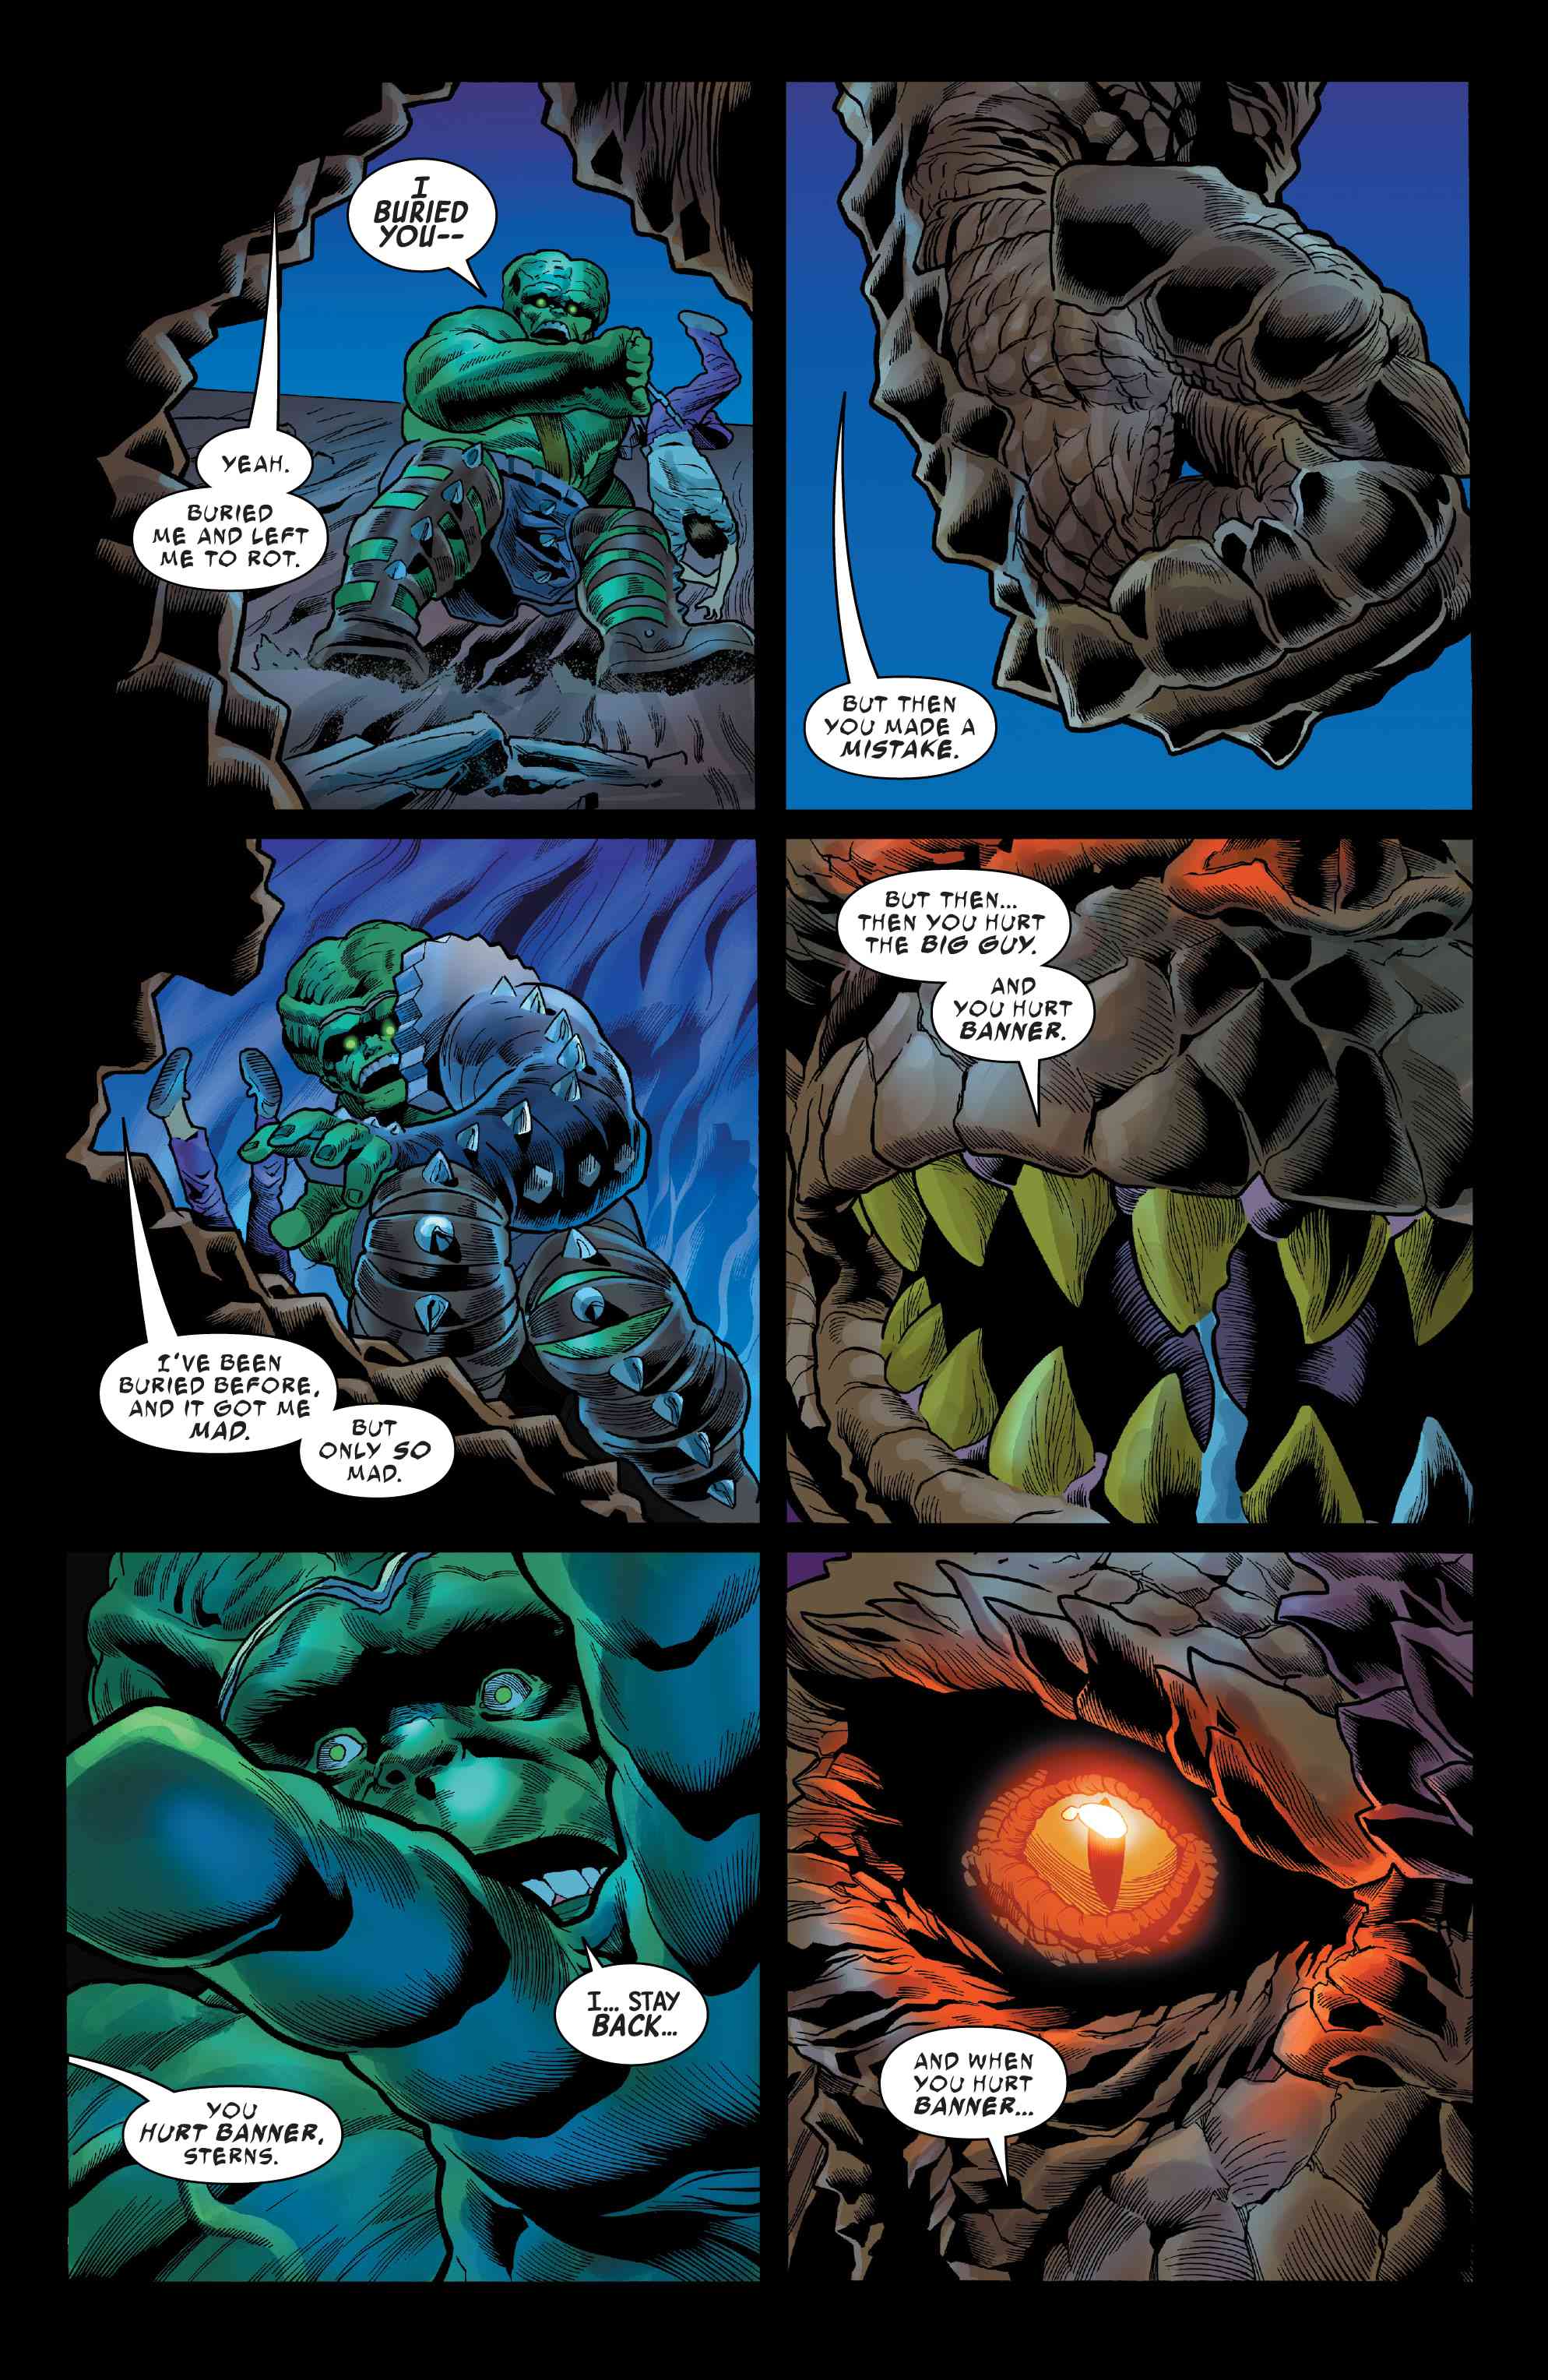 I
BURIED
YOU--
YEAH.
BURIED
ME AND LEFT
ME TO ROT.
BUT THEN
YOU MADE A
MISTAKE.
I'VE BEEN
BURIED BEFORE,
AND IT GOT ME
MAD.
BUT
ONLY SO
MAD.
BUT THEN...
THEN YOU HURT
THE BIG GUY.
AND
YOU HURT
BANNER.
I... STAY
BACK...
YOU
HURT BANNER,
STERNS.
AND WHEN
YOU HURT
BANNER...